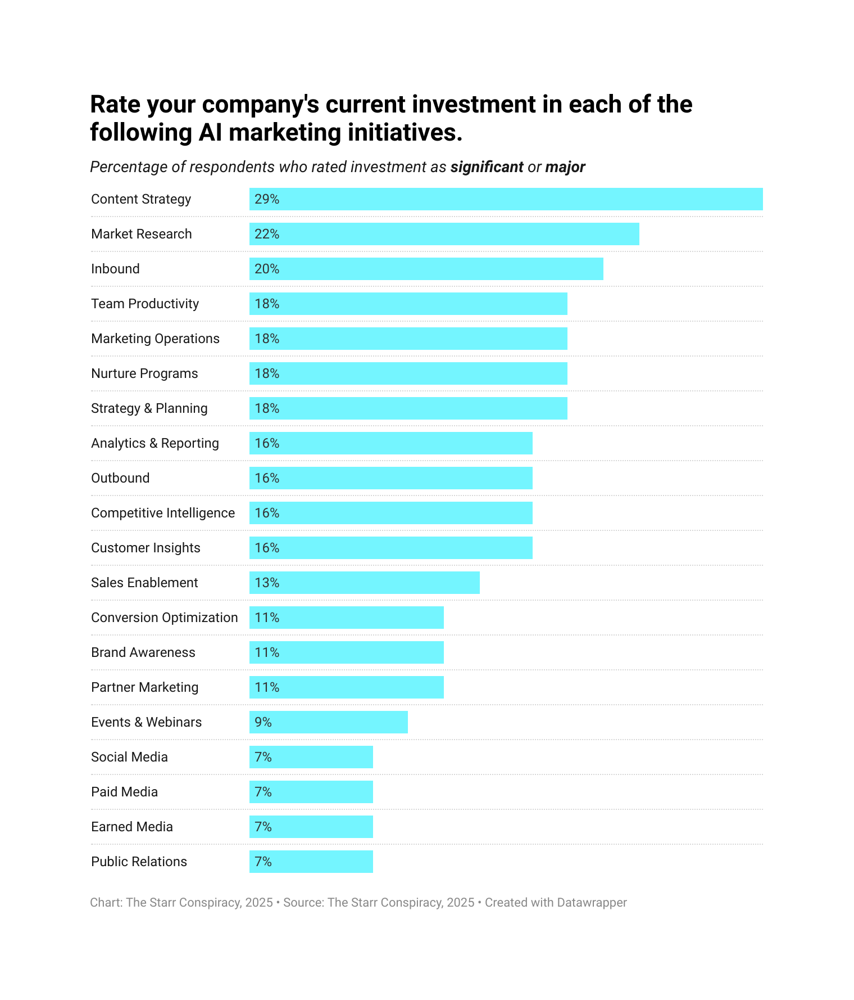 Rate your company's current investment in each of the
following AI marketing initiatives.
Percentage of respondents who rated investment as significant or major
Content Strategy 29%
Market Research 22%
Inbound 20%
Team Productivity 18%
Marketing Operations 18%
Nurture Programs 18%
Strategy & Planning 18%
Analytics & Reporting 16%
Outbound 16%
Competitive Intelligence 16%
Customer Insights 16%
Sales Enablement 13%
Conversion Optimization 11%
Brand Awareness 11%
Partner Marketing 11%
Events & Webinars 9%
Social Media 7%
Paid Media 7%
Earned Media 7%
Public Relations 7%
Chart: The Starr Conspiracy, 2025 • Source: The Starr Conspiracy, 2025 • Created with Datawrapper